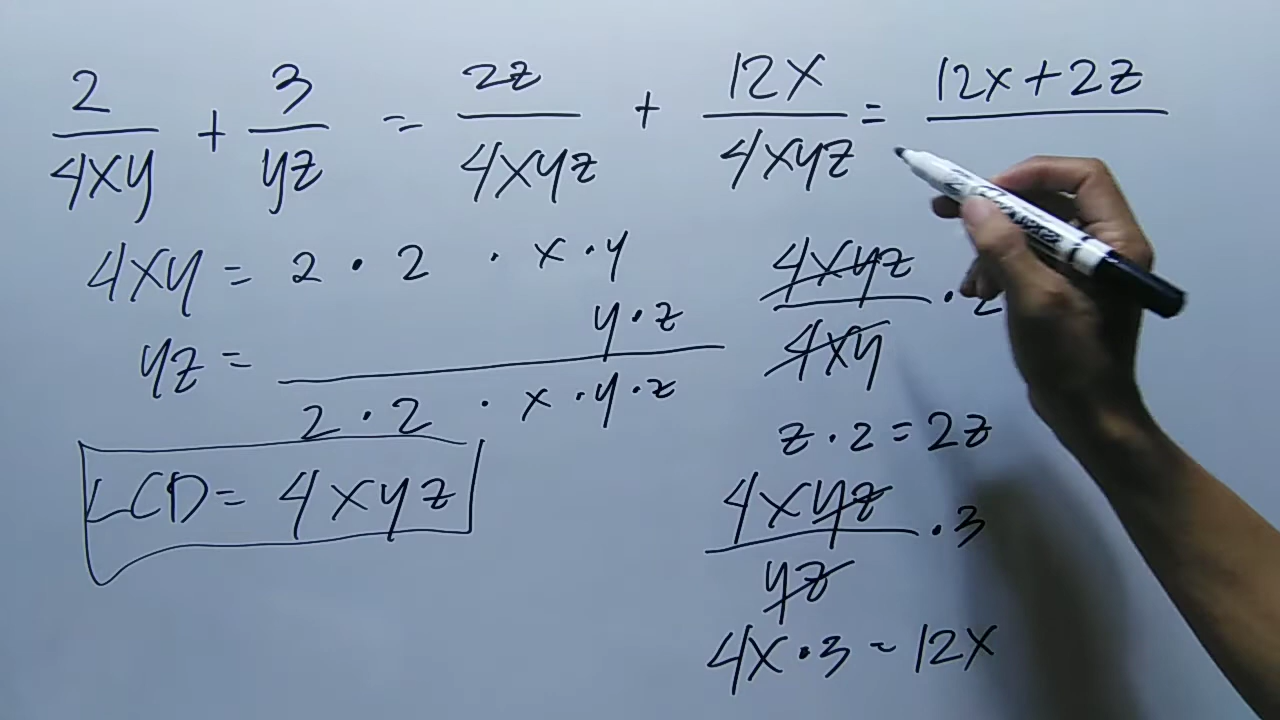 2/4xy + 3/yz = 2z/4xyz + 12x/4xyz = 12x + 2z
4xy = 2 · 2 · x · y
yz = y · z
2 · 2 · x · y · z
LCD = 4xyz
4xyz/4xy · 2
z · 2 = 2z
4xyz/yz · 3
4x · 3 = 12x